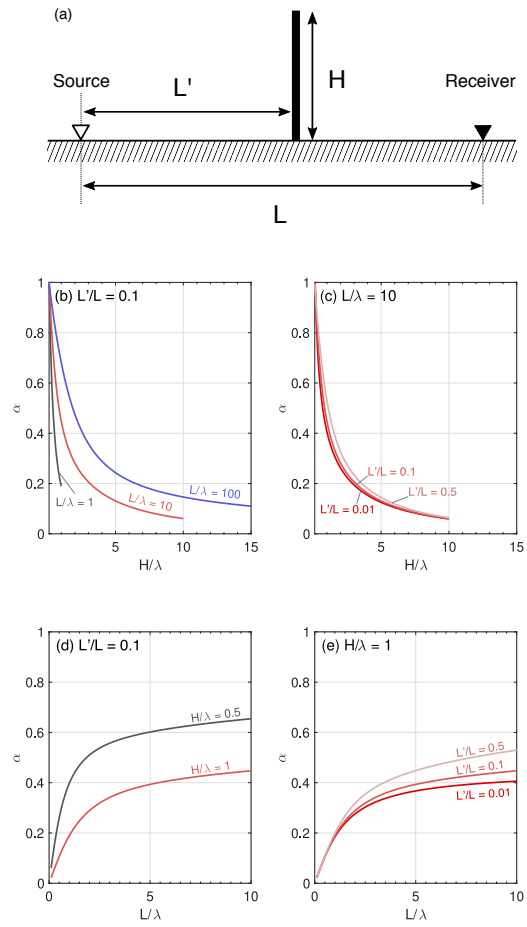 (a)
Source
Receiver
L'
H
L
(b) L'/L = 0.1
1
0.8
0.6
0.4
0.2
0
α
L/λ = 1
L/λ = 10
L/λ = 100
5
10
15
H/λ
(c) L/λ = 10
1
0.8
0.6
0.4
0.2
0
α
L'/L = 0.1
L'/L = 0.5
L'/L = 0.01
5
10
15
H/λ
(d) L'/L = 0.1
1
0.8
0.6
0.4
0.2
0
α
H/λ = 0.5
H/λ = 1
0
5
10
L/λ
(e) H/λ = 1
1
0.8
0.6
0.4
0.2
0
α
L'/L = 0.5
L'/L = 0.1
L'/L = 0.01
0
5
10
L/λ